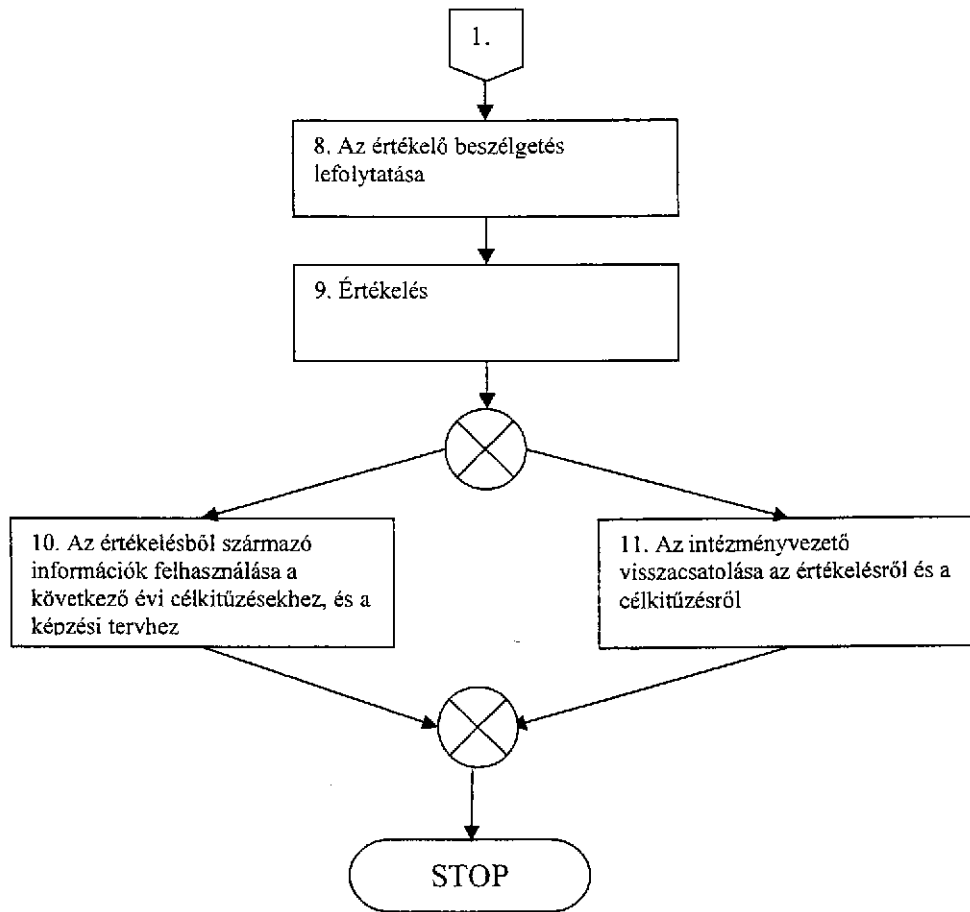 1.
8. Az értékelő beszélgetés
lefolytatása
9. Értékelés
10. Az értékelésből származó
információk felhasználása a
következő évi célkitűzésekhez, és a
képzési tervhez
11. Az intézményvezető
visszacsatolása az értékelésről és a
célkitűzésről
STOP